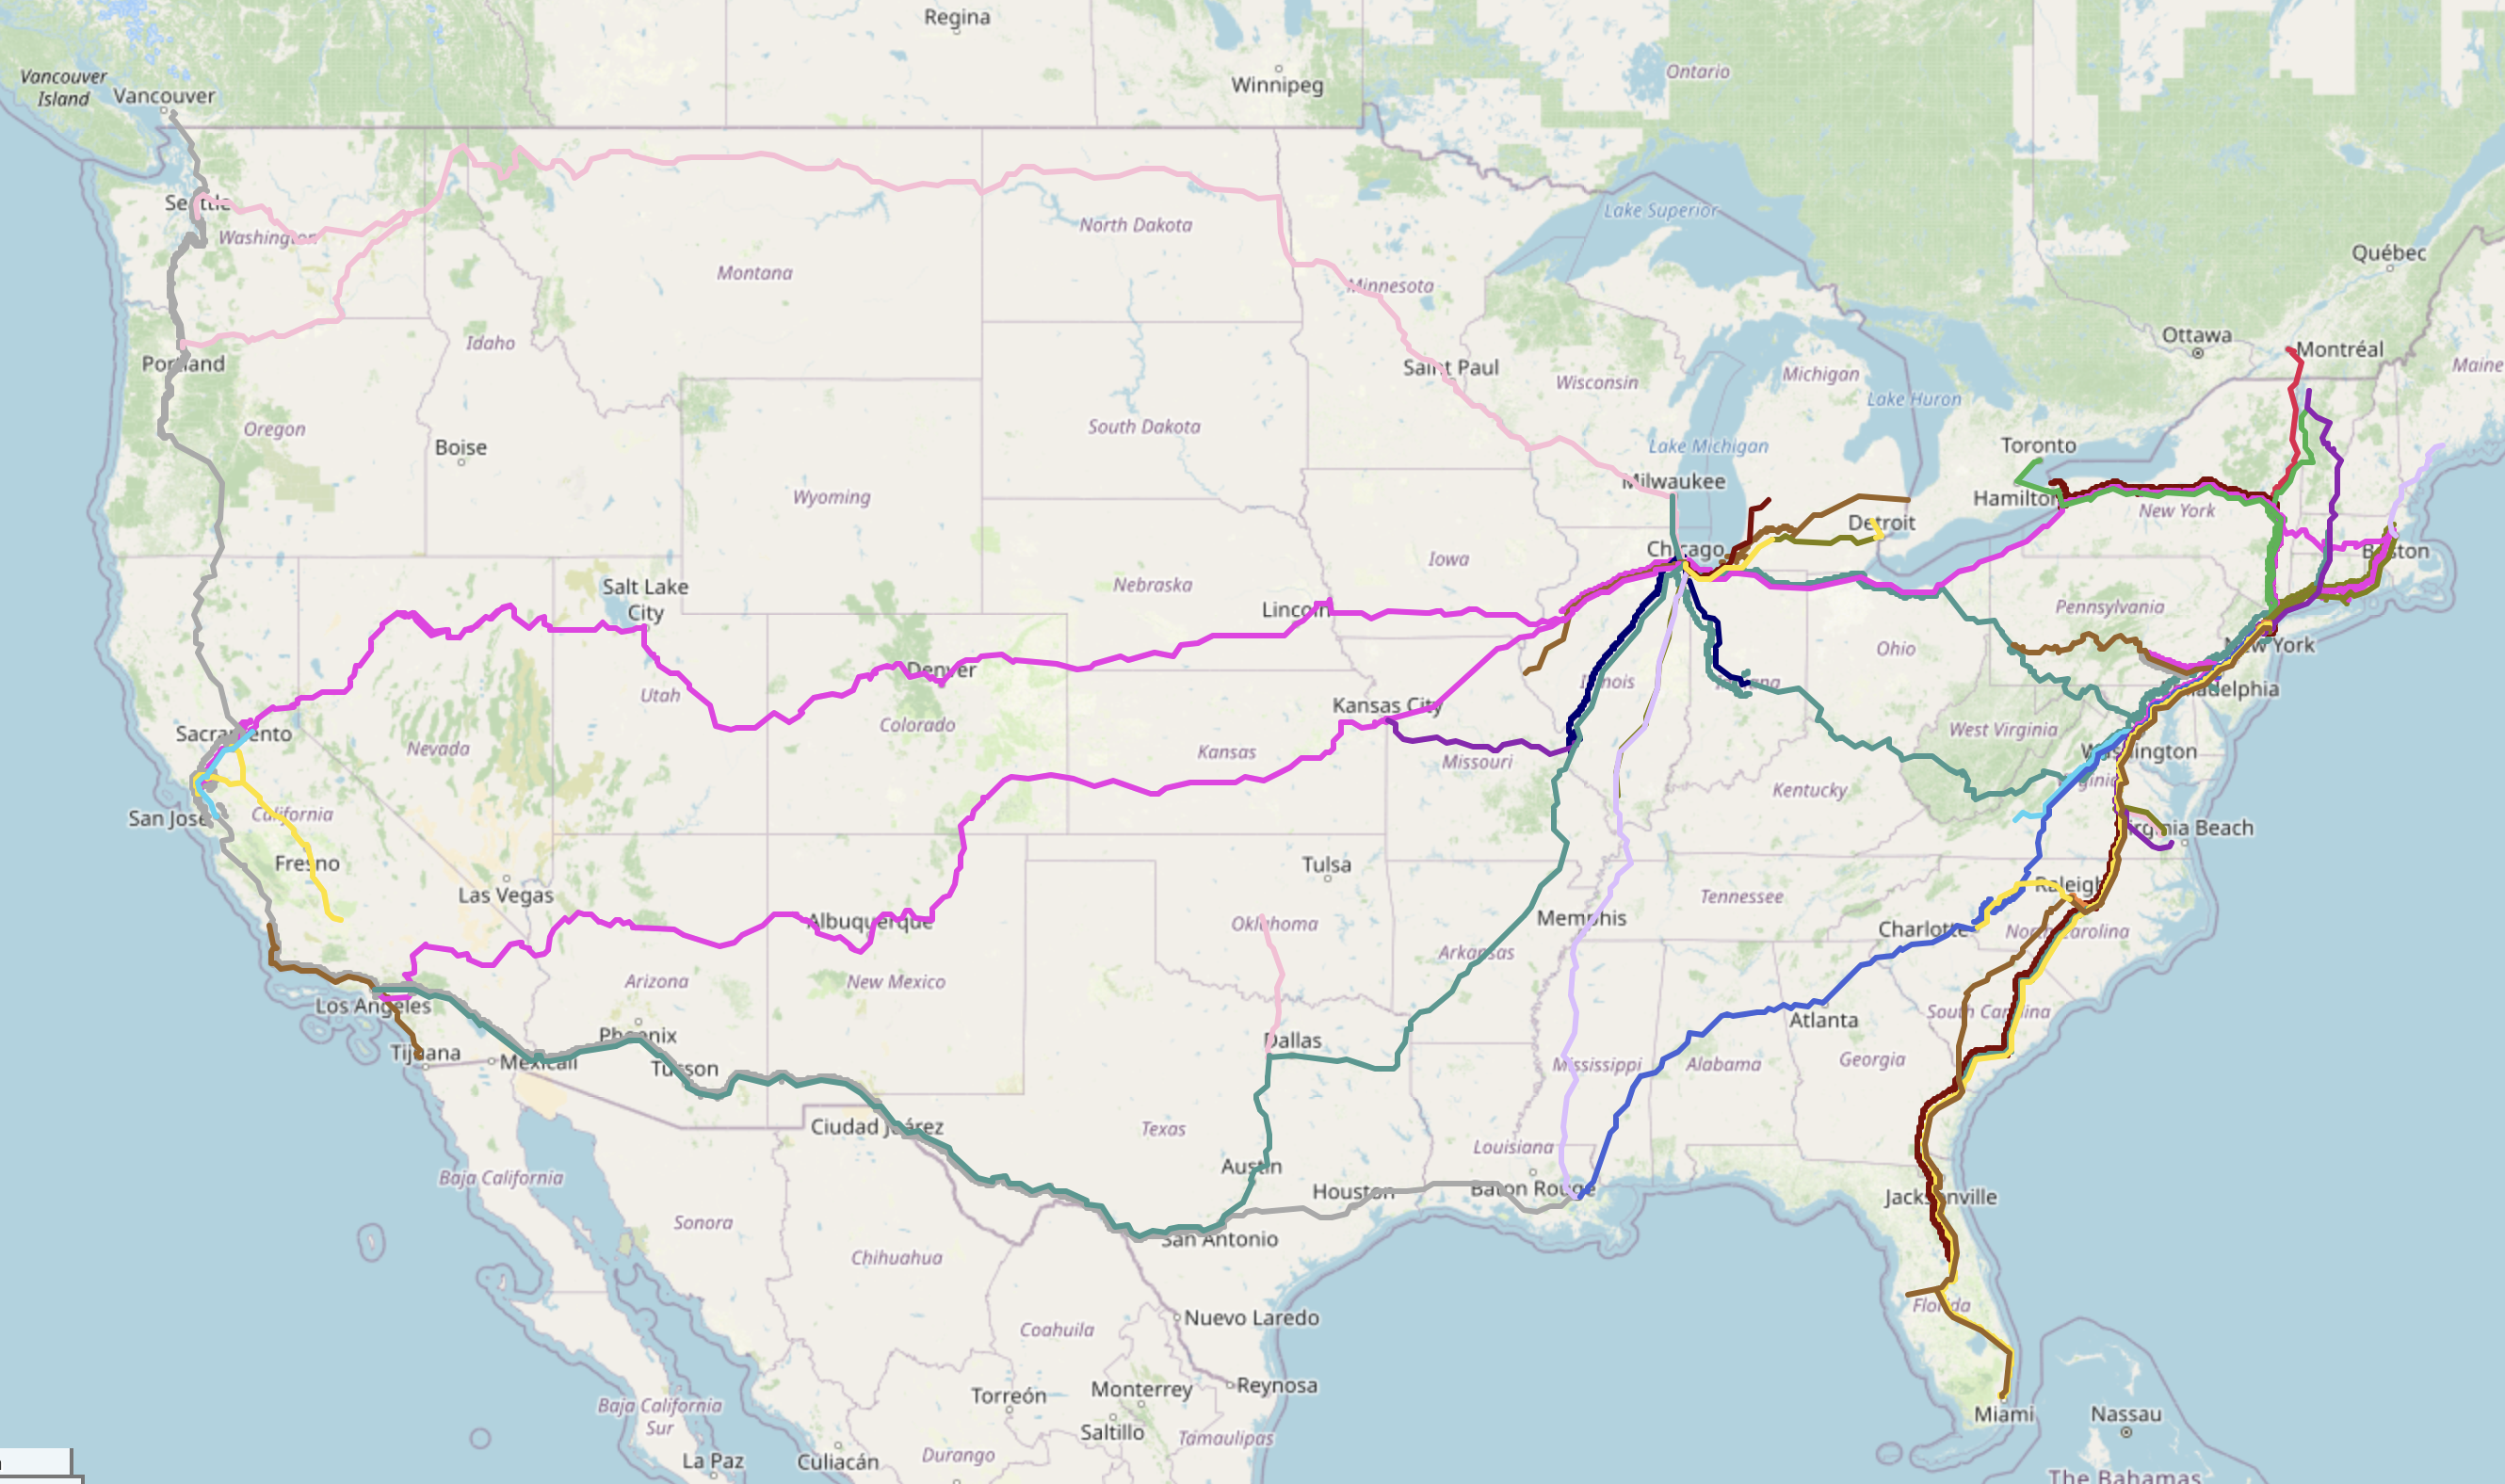 Regina
Vancouver
Island
Vancouver
Winnipeg
Ontario
Seattle
Washington
North Dakota
Lake Superior
Québec
Montana
Minnesota
Ottawa
Montréal
Maine
Idaho
Portland
Saint Paul
Wisconsin
Michigan
Lake Huron
Oregon
South Dakota
Boise
Lake Michigan
Toronto
Milwaukee
Wyoming
Hamilton
New York
Detroit
Chicago
Boston
Iowa
Salt Lake
City
Nebraska
Lincoln
Pennsylvania
Ohio
New York
Denver
Illinois
Indiana
Philadelphia
Utah
Kansas City
Colorado
Sacramento
West Virginia
Nevada
Kansas
Missouri
Washington
Virginia
Kentucky
San Jose
California
Virginia Beach
Fresno
Tulsa
Las Vegas
Raleigh
Tennessee
Albuquerque
Oklahoma
Memphis
Charlotte
North Carolina
Arkansas
Arizona
New Mexico
Los Angeles
South Carolina
Atlanta
Phoenix
Dallas
Tijuana
Mexicali
Tucson
Mississippi
Alabama
Georgia
Ciudad Juárez
Texas
Louisiana
Austin
Baja California
Houston
Baton Rouge
Jacksonville
Sonora
San Antonio
Chihuahua
Florida
Nuevo Laredo
Coahuila
Torreón
Monterrey
Reynosa
Baja California
Sur
Miami
Nassau
Saltillo
Tamaulipas
La Paz
Culiacán
Durango
The Bahamas